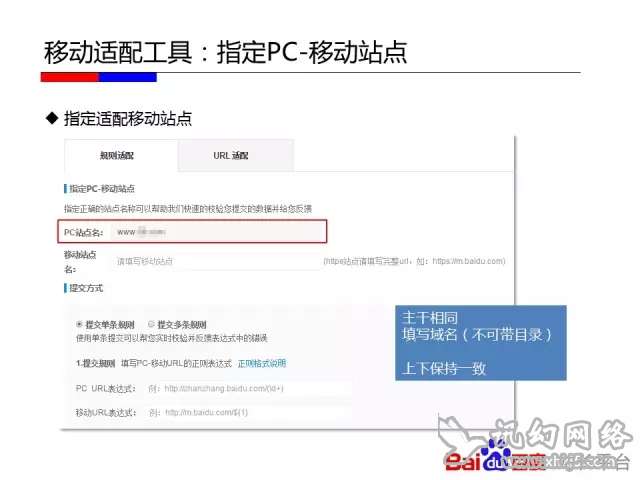 移动适配工具：指定PC-移动站点
◆ 指定适配移动站点
规则适配 URL 适配
指定PC-移动站点
指定正确的站点名称可以帮助我们快速的校验您提交的数据并给您反馈
PC站点名： www
移动站点名： 请填写移动站点 (https站点请填写完整url，如：https://m.baidu.com)
提交方式
提交单条规则 提交多条规则
使用单条提交可以帮您实时校验并反馈表达式中的错误
1.提交规则 填写PC-移动URL的正则表达式 正则格式说明
PC URL表达式： 例：http://zhanzhang.baidu.com/(\d+)
移动URL表达式： 例：http://m.baidu.com/${1}
主干相同
填写域名（不可带目录）
上下保持一致
玩幻网络
Bai du 百度
平台